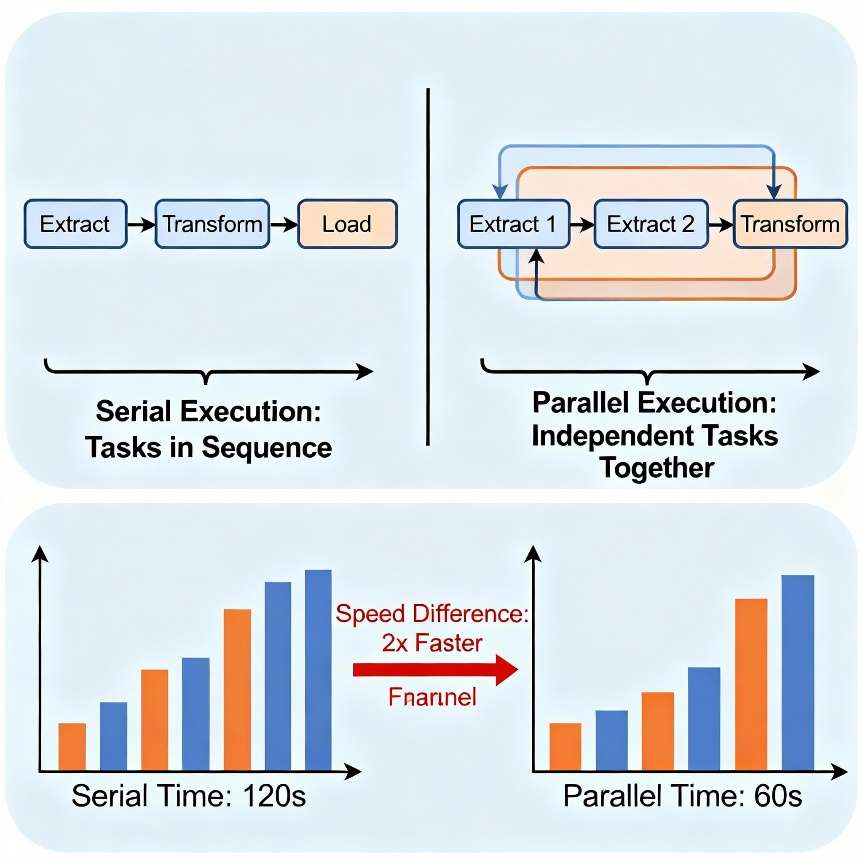 Extract
Transform
Load
Extract 1
Extract 2
Transform
Serial Execution:
Tasks in Sequence
Parallel Execution:
Independent Tasks
Together
Speed Difference:
2x Faster
Serial Time: 120s
Parallel Time: 60s